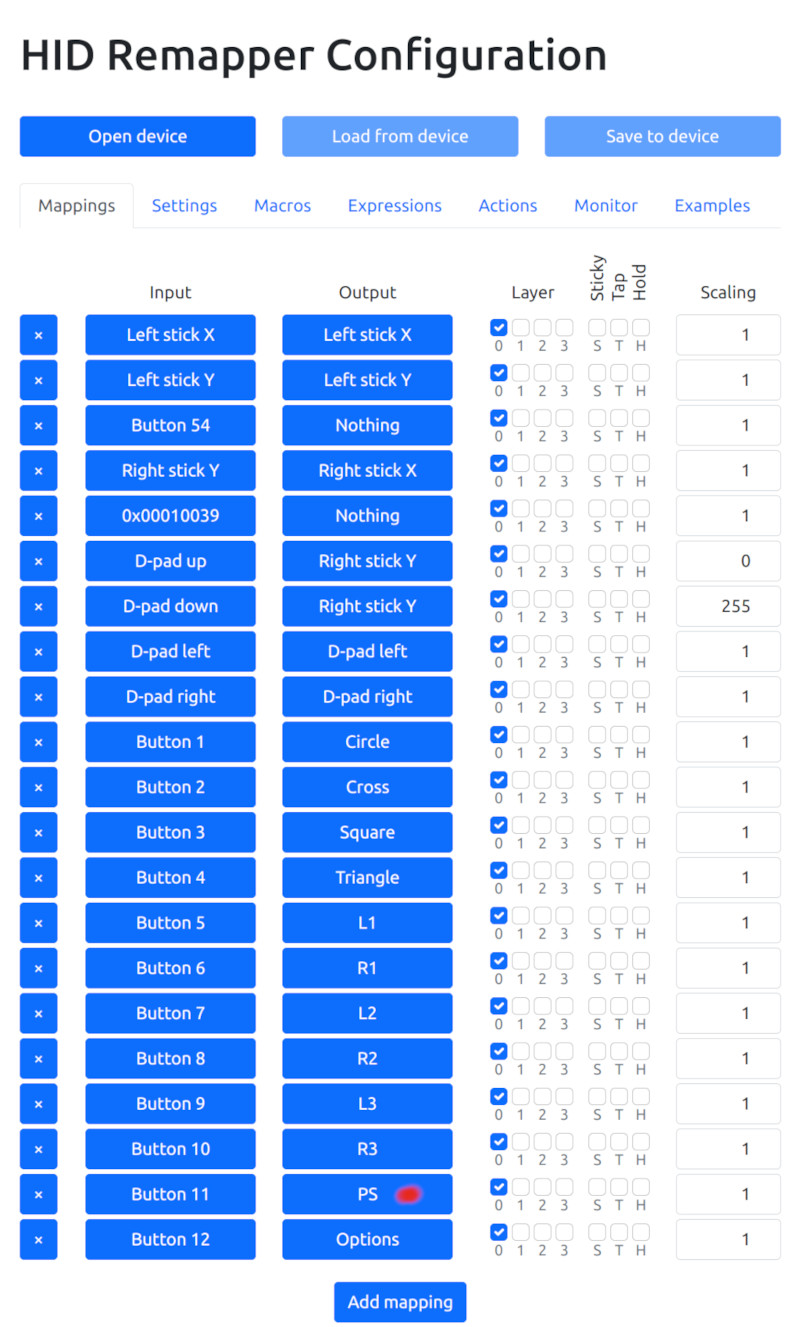 HID Remapper Configuration
Open device Load from device Save to device
Mappings Settings Macros Expressions Actions Monitor Examples
Input Output Layer Sticky Tap Hold Scaling
× Left stick X Left stick X 0 1 2 3 S T H 1
× Left stick Y Left stick Y 0 1 2 3 S T H 1
× Button 54 Nothing 0 1 2 3 S T H 1
× Right stick Y Right stick X 0 1 2 3 S T H 1
× 0x00010039 Nothing 0 1 2 3 S T H 1
× D-pad up Right stick Y 0 1 2 3 S T H 0
× D-pad down Right stick Y 0 1 2 3 S T H 255
× D-pad left D-pad left 0 1 2 3 S T H 1
× D-pad right D-pad right 0 1 2 3 S T H 1
× Button 1 Circle 0 1 2 3 S T H 1
× Button 2 Cross 0 1 2 3 S T H 1
× Button 3 Square 0 1 2 3 S T H 1
× Button 4 Triangle 0 1 2 3 S T H 1
× Button 5 L1 0 1 2 3 S T H 1
× Button 6 R1 0 1 2 3 S T H 1
× Button 7 L2 0 1 2 3 S T H 1
× Button 8 R2 0 1 2 3 S T H 1
× Button 9 L3 0 1 2 3 S T H 1
× Button 10 R3 0 1 2 3 S T H 1
× Button 11 PS 0 1 2 3 S T H 1
× Button 12 Options 0 1 2 3 S T H 1
Add mapping